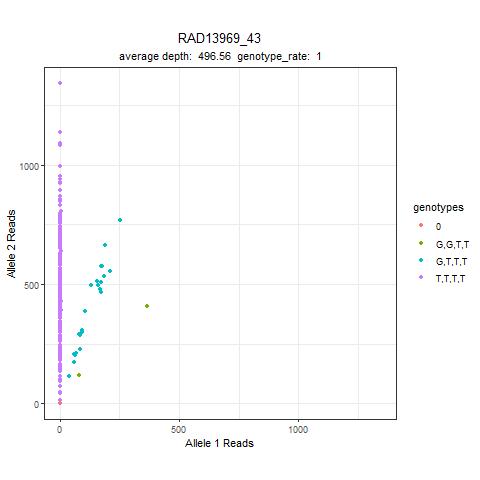 RAD13969_43
average depth:  496.56  genotype_rate:  1
Allele 2 Reads
1000
500
0
0
500
1000
Allele 1 Reads
genotypes
0
G,G,T,T
G,T,T,T
T,T,T,T